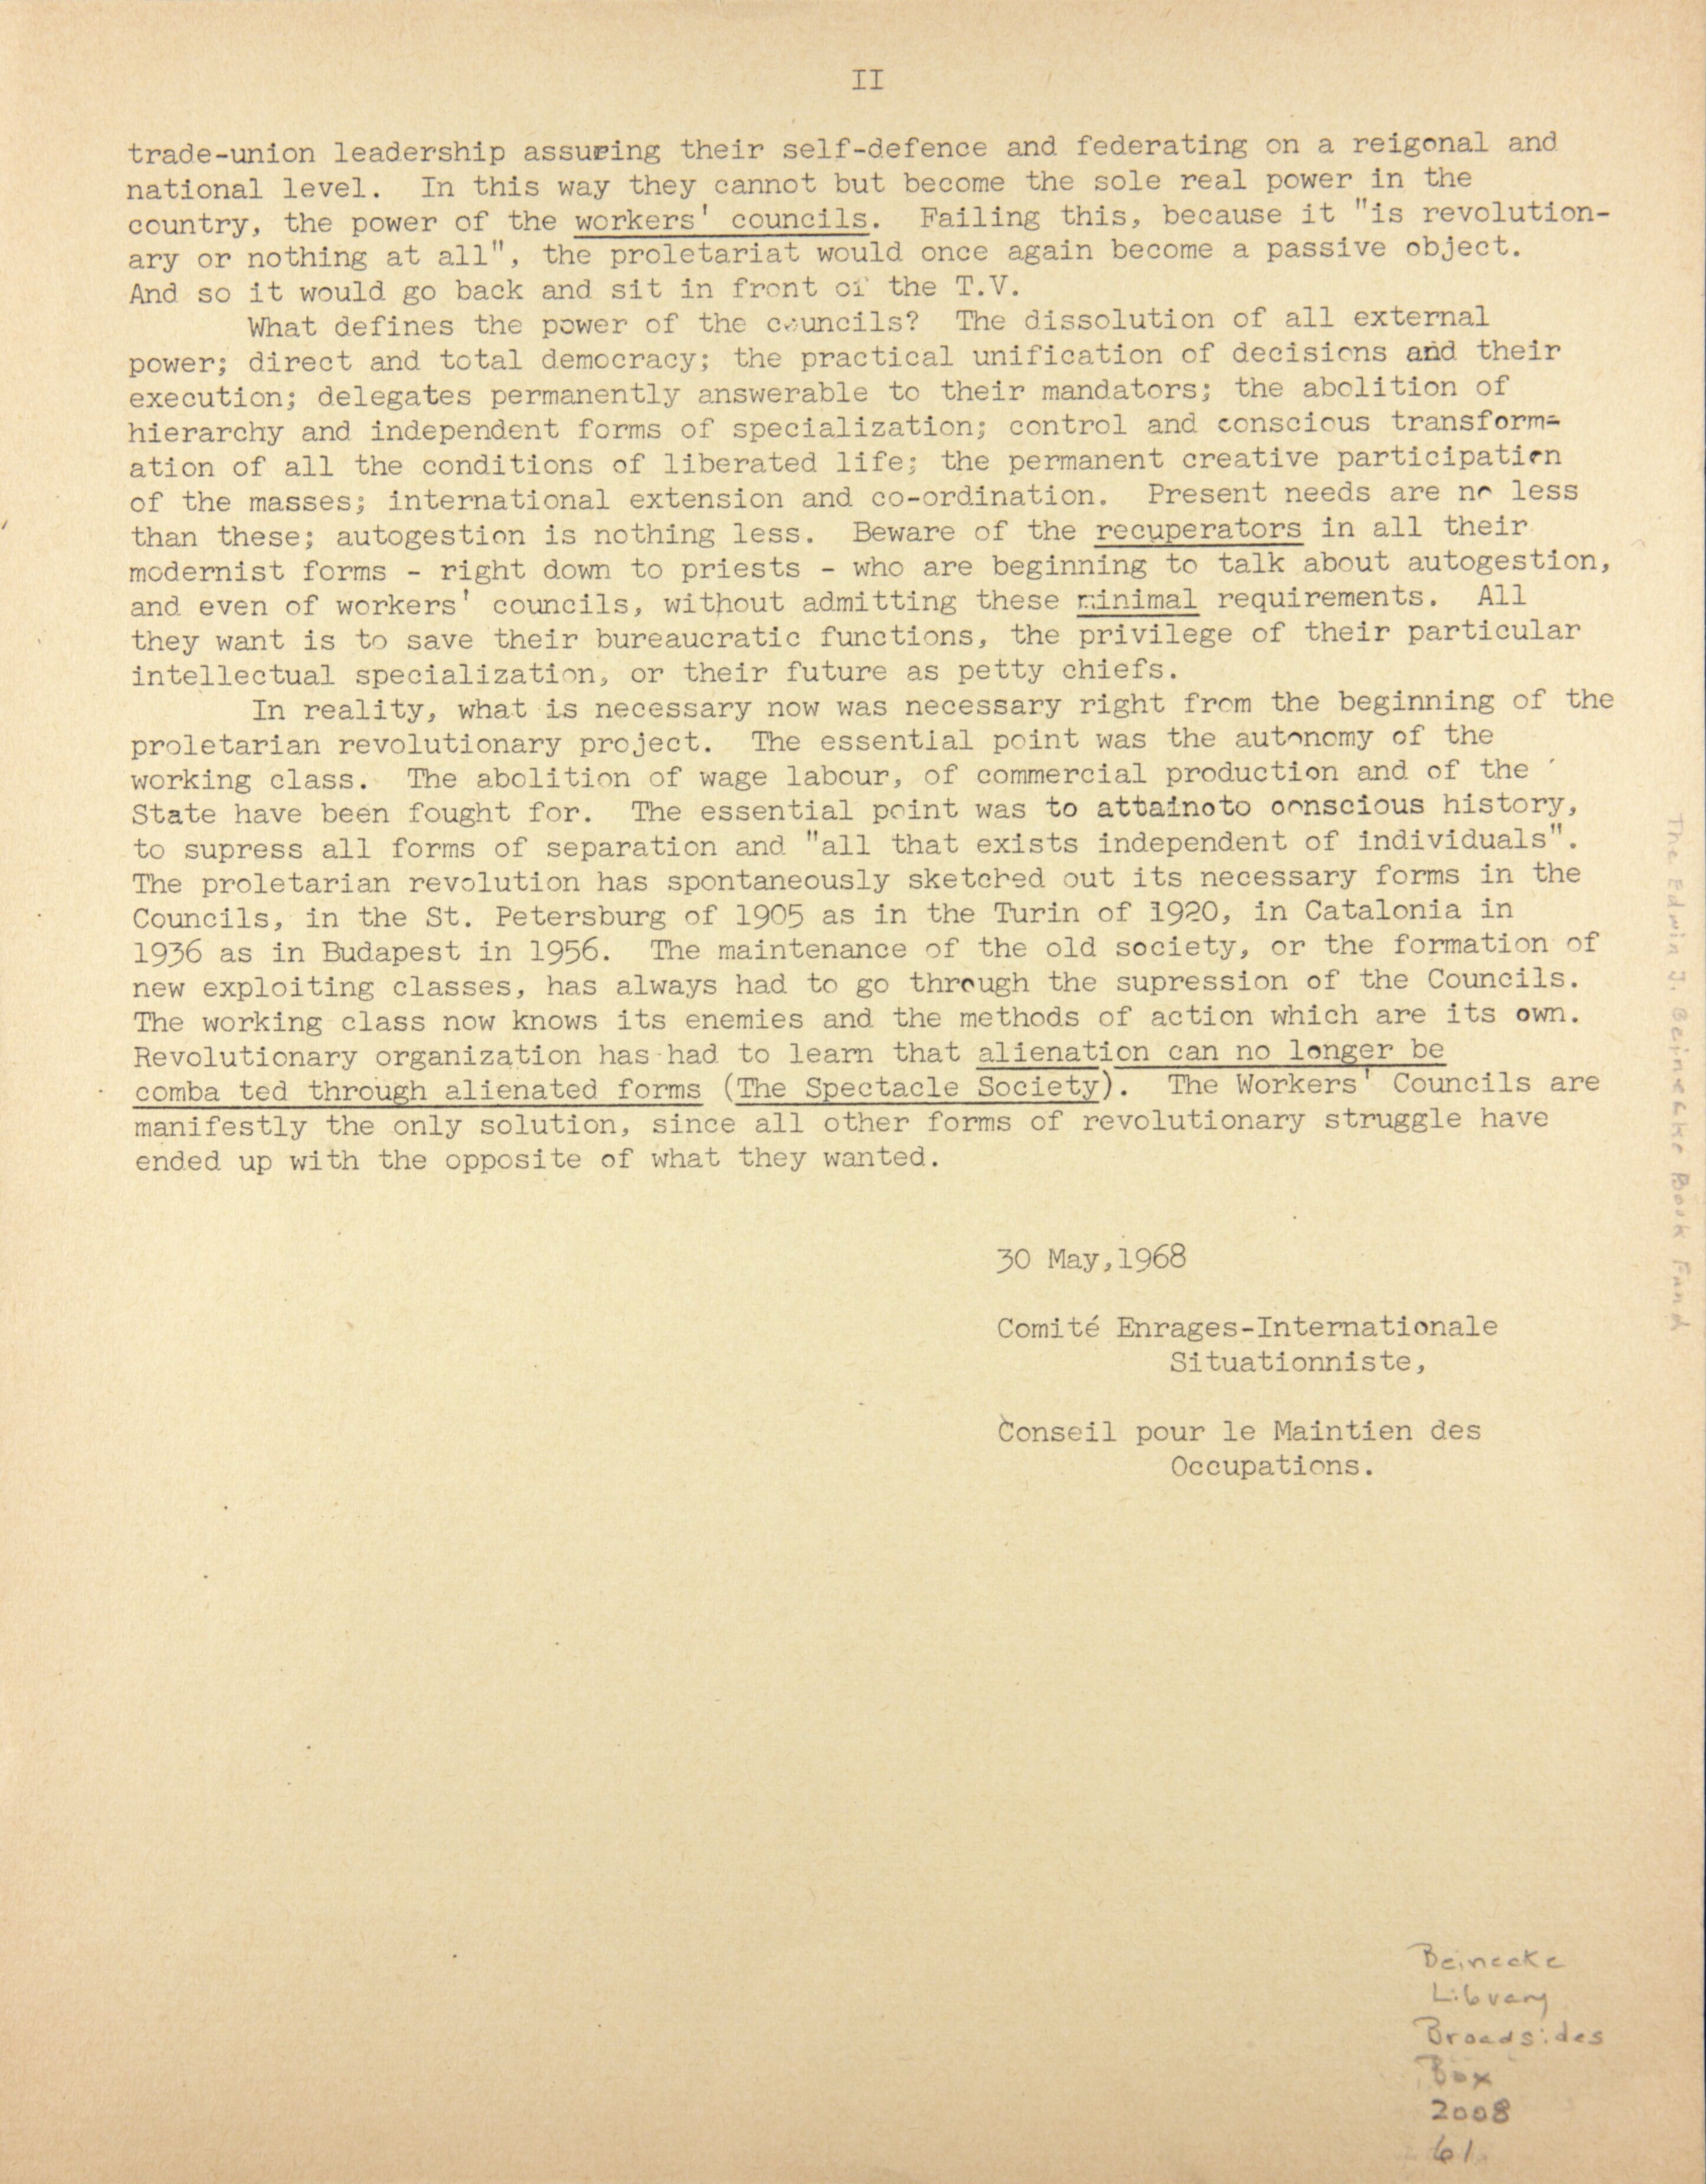 II
trade-union leadership assuring their self-defence and federating on a reigonal and
national level.  In this way they cannot but become the sole real power in the
country, the power of the workers' councils.  Failing this, because it "is revolution-
ary or nothing at all", the proletariat would once again become a passive object.
And so it would go back and sit in front of the T.V.
What defines the power of the councils?  The dissolution of all external
power; direct and total democracy; the practical unification of decisions and their
execution; delegates permanently answerable to their mandators; the abolition of
hierarchy and independent forms of specialization; control and conscious transform-
ation of all the conditions of liberated life; the permanent creative participation
of the masses; international extension and co-ordination.  Present needs are no less
than these; autogestion is nothing less.  Beware of the recuperators in all their
modernist forms - right down to priests - who are beginning to talk about autogestion,
and even of workers' councils, without admitting these minimal requirements.  All
they want is to save their bureaucratic functions, the privilege of their particular
intellectual specialization, or their future as petty chiefs.
In reality, what is necessary now was necessary right from the beginning of the
proletarian revolutionary project.  The essential point was the autonomy of the
working class.  The abolition of wage labour, of commercial production and of the
State have been fought for.  The essential point was to attainoto conscious history,
to supress all forms of separation and "all that exists independent of individuals".
The proletarian revolution has spontaneously sketched out its necessary forms in the
Councils, in the St. Petersburg of 1905 as in the Turin of 1920, in Catalonia in
1936 as in Budapest in 1956.  The maintenance of the old society, or the formation of
new exploiting classes, has always had to go through the supression of the Councils.
The working class now knows its enemies and the methods of action which are its own.
Revolutionary organization has had to learn that alienation can no longer be
comba ted through alienated forms (The Spectacle Society).  The Workers' Councils are
manifestly the only solution, since all other forms of revolutionary struggle have
ended up with the opposite of what they wanted.
30 May,1968
Comité Enrages-Internationale
Situationniste,
Conseil pour le Maintien des
Occupations.
The Edwin J. Beinecke Book Fund
Beinecke
Library
Broadsides
Box
2008
61